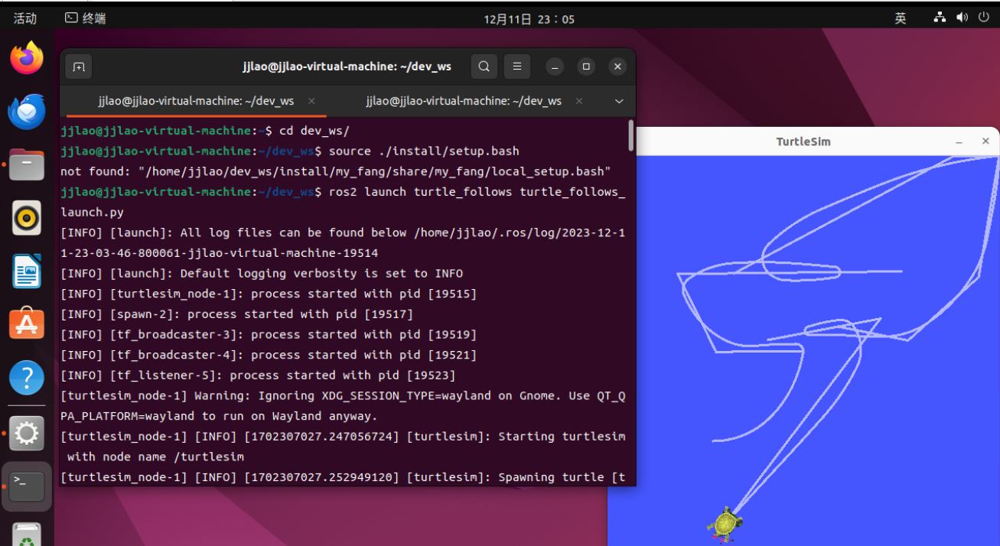 活动
终端
12月11日 23：05
英
jjlao@jjlao-virtual-machine: ~/dev_ws
jjlao@jjlao-virtual-machine: ~/dev_ws
jjlao@jjlao-virtual-machine: ~/dev_ws
jjlao@jjlao-virtual-machine:~$ cd dev_ws/
jjlao@jjlao-virtual-machine:~/dev_ws$ source ./install/setup.bash
not found: "/home/jjlao/dev_ws/install/my_fang/share/my_fang/local_setup.bash"
jjlao@jjlao-virtual-machine:~/dev_ws$ ros2 launch turtle_follows turtle_follows_
launch.py
[INFO] [launch]: All log files can be found below /home/jjlao/.ros/log/2023-12-1
1-23-03-46-800061-jjlao-virtual-machine-19514
[INFO] [launch]: Default logging verbosity is set to INFO
[INFO] [turtlesim_node-1]: process started with pid [19515]
[INFO] [spawn-2]: process started with pid [19517]
[INFO] [tf_broadcaster-3]: process started with pid [19519]
[INFO] [tf_broadcaster-4]: process started with pid [19521]
[INFO] [tf_listener-5]: process started with pid [19523]
[turtlesim_node-1] Warning: Ignoring XDG_SESSION_TYPE=wayland on Gnome. Use QT_Q
PA_PLATFORM=wayland to run on Wayland anyway.
[turtlesim_node-1] [INFO] [1702307027.247056724] [turtlesim]: Starting turtlesim
 with node name /turtlesim
[turtlesim_node-1] [INFO] [1702307027.252949120] [turtlesim]: Spawning turtle [t
TurtleSim